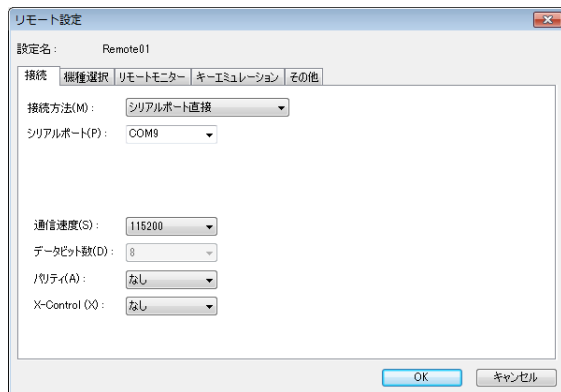 リモート設定
設定名： Remote01
接続 機種選択 リモートモニター キーエミュレーション その他
接続方法(M)： シリアルポート直接
シリアルポート(P)： COM9
通信速度(S)： 115200
データビット数(D)： 8
パリティ(A)： なし
X-Control (X)： なし
OK キャンセル